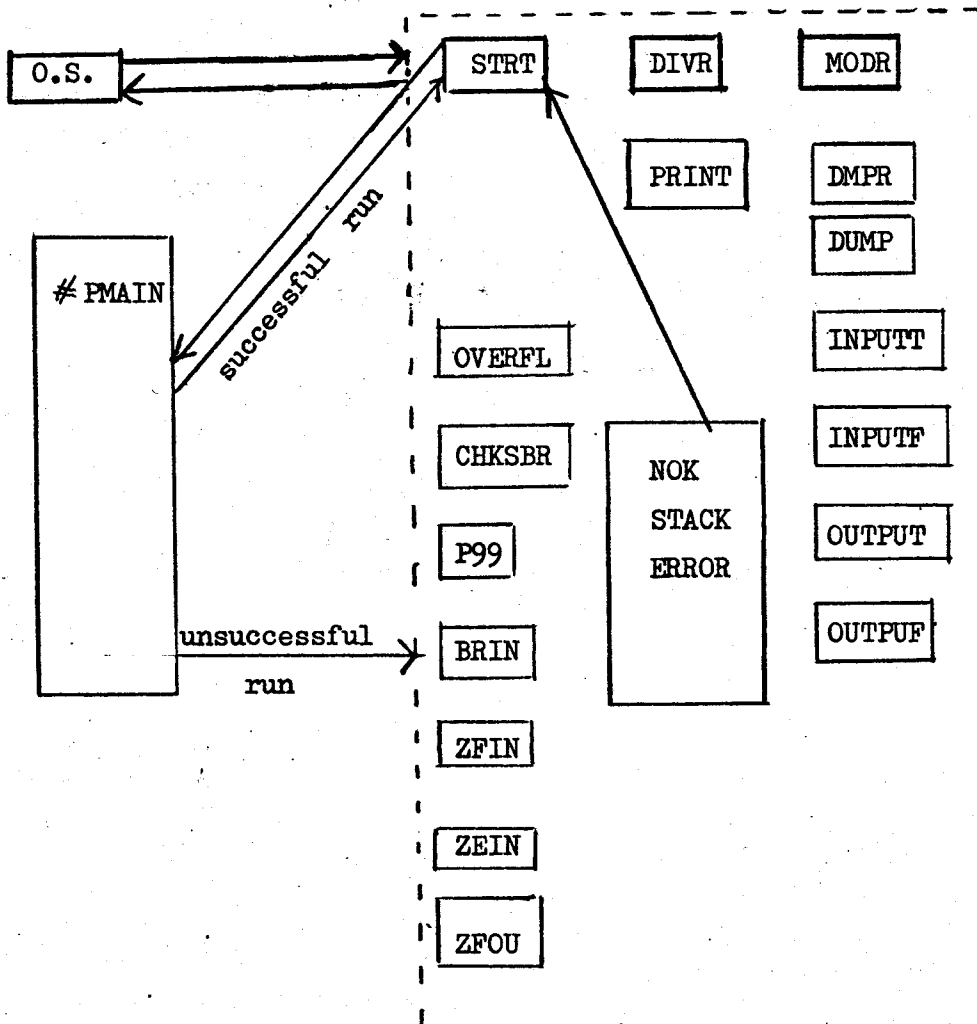 O.S.
STRT
DIVR
MODR
PRINT
DMPR
DUMP
# PMAIN
successful run
OVERFL
INPUTT
CHKSBR
NOK
STACK
ERROR
INPUTF
P99
OUTPUT
unsuccessful
run
BRIN
OUTPUF
ZFIN
ZEIN
ZFOU